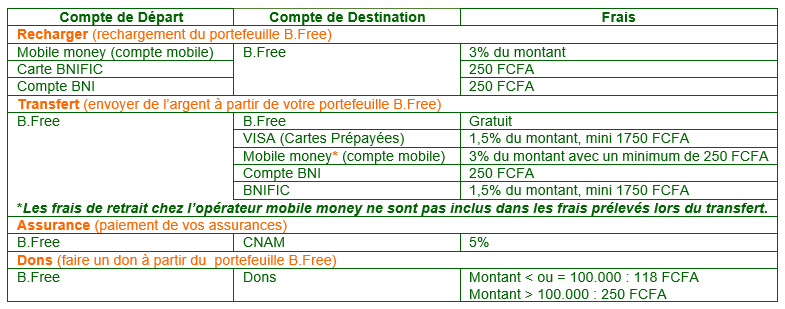 Compte de Départ Compte de Destination Frais
Recharger (rechargement du portefeuille B.Free)
Mobile money (compte mobile) B.Free 3% du montant
Carte BNIFIC 250 FCFA
Compte BNI 250 FCFA
Transfert (envoyer de l'argent à partir de votre portefeuille B.Free)
B.Free B.Free Gratuit
VISA (Cartes Prépayées) 1,5% du montant, mini 1750 FCFA
Mobile money* (compte mobile) 3% du montant avec un minimum de 250 FCFA
Compte BNI 250 FCFA
BNIFIC 1,5% du montant, mini 1750 FCFA
*Les frais de retrait chez l'opérateur mobile money ne sont pas inclus dans les frais prélevés lors du transfert.
Assurance (paiement de vos assurances)
B.Free CNAM 5%
Dons (faire un don à partir du portefeuille B.Free)
B.Free Dons Montant < ou = 100.000 : 118 FCFA
Montant > 100.000 : 250 FCFA